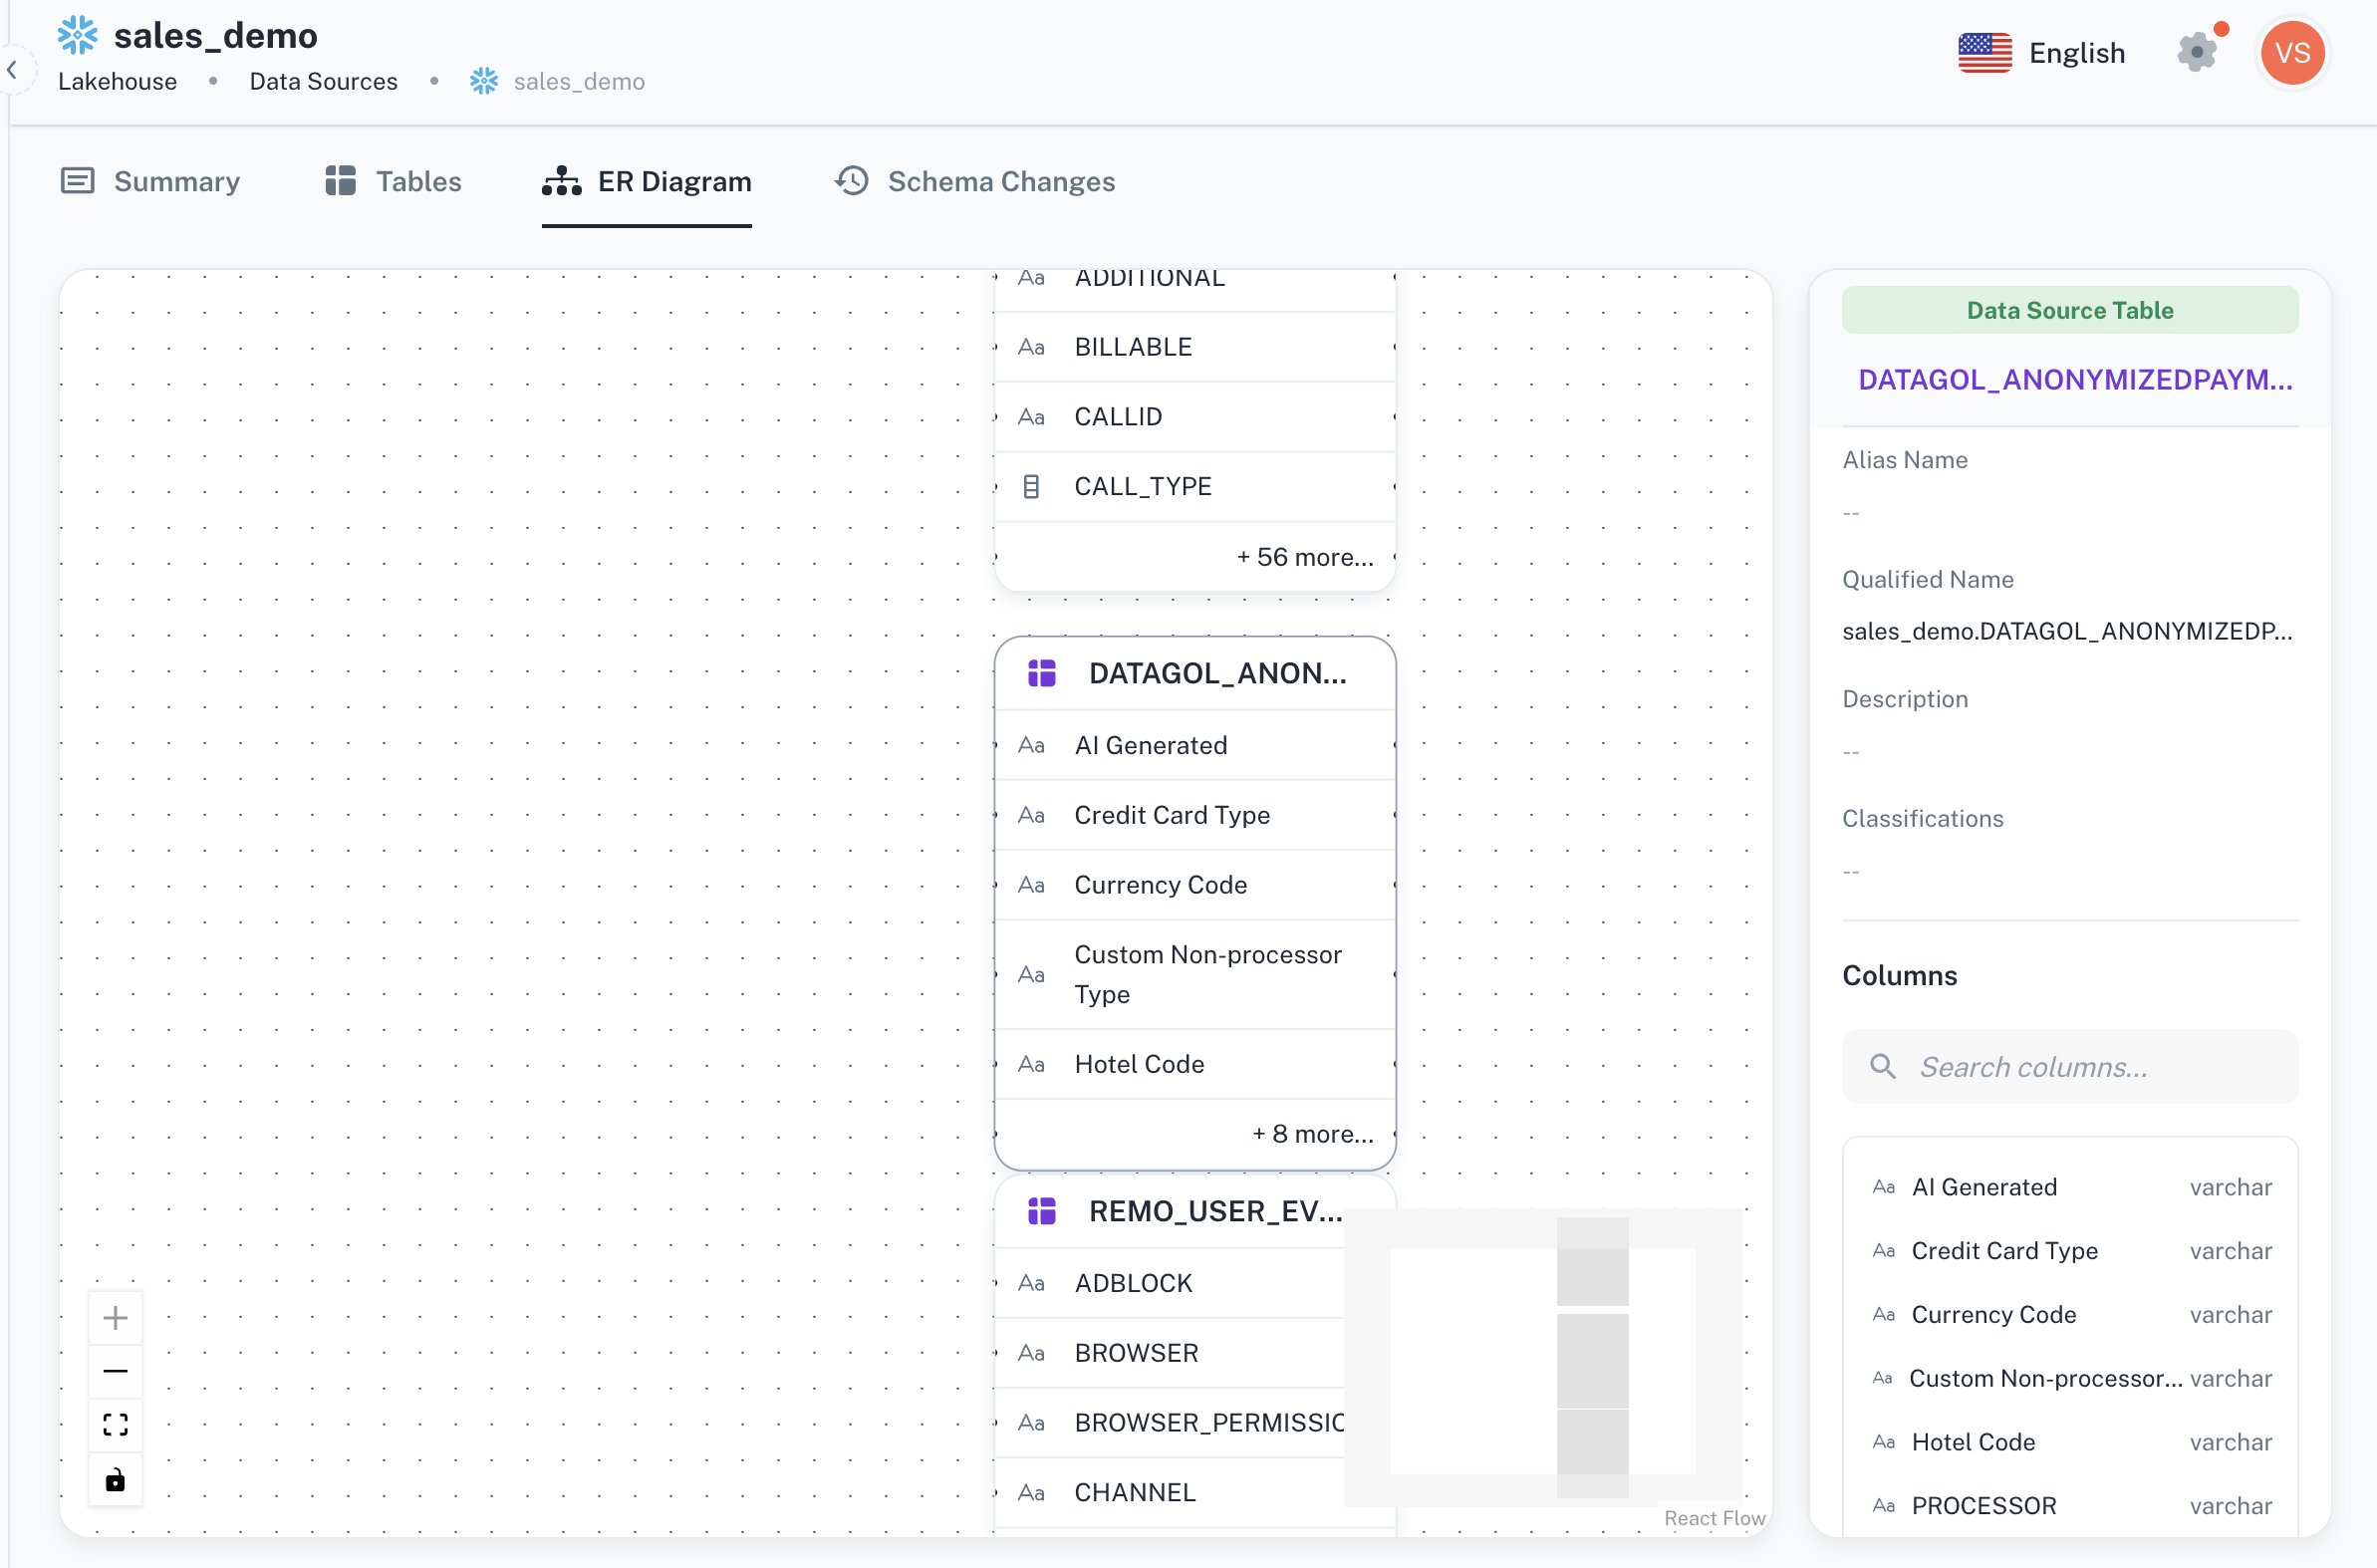 sales_demo
Lakehouse • Data Sources • sales_demo
English
VS
Summary
Tables
ER Diagram
Schema Changes
Aa ADDITIONAL
Aa BILLABLE
Aa CALLID
CALL_TYPE
+ 56 more...
DATAGOL_ANON...
Aa AI Generated
Aa Credit Card Type
Aa Currency Code
Aa Custom Non-processor
Type
Aa Hotel Code
+ 8 more...
REMO_USER_EV...
Aa ADBLOCK
Aa BROWSER
Aa BROWSER_PERMISSIO
Aa CHANNEL
React Flow
Data Source Table
DATAGOL_ANONYMIZEDPAYM...
Alias Name
--
Qualified Name
sales_demo.DATAGOL_ANONYMIZEDP...
Description
--
Classifications
--
Columns
Search columns...
Aa AI Generated varchar
Aa Credit Card Type varchar
Aa Currency Code varchar
Aa Custom Non-processor... varchar
Aa Hotel Code varchar
Aa PROCESSOR varchar